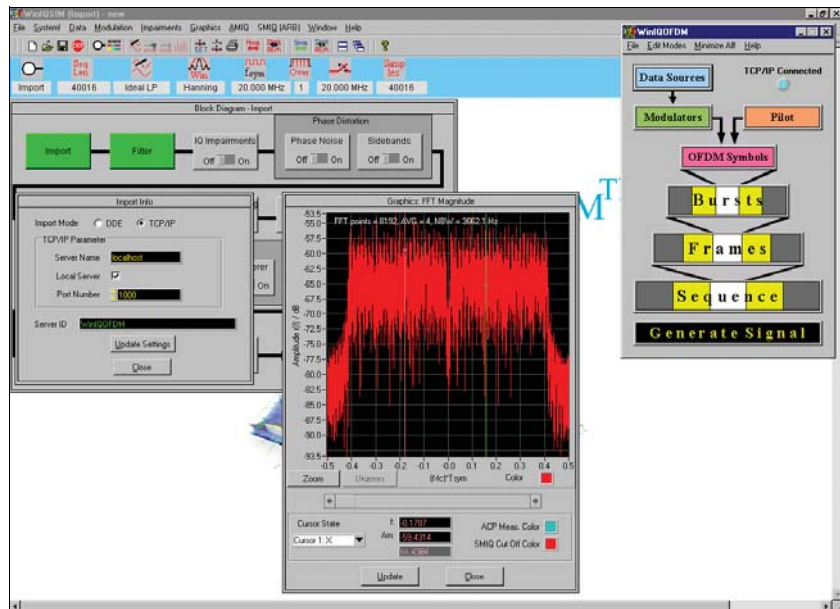 WinIQSIM [Import] - new
File System! Data Modulation Impairments Graphics AMIQ SMIQ (ARB) Window Help
Seq Len
Win
fsym
Over
Samp les
Import 40016 Ideal LP Hanning 20.000 MHz 1 20.000 MHz 40016
Block Diagram - Import
Import
Filter
IQ Impairments
Off On
Phase Distortion
Phase Noise
Off On
Sidebands
Off On
On
Import Info
Import Mode DDE TCP/IP
TCP/IP Parameter
Server Name localhost
Local Server
Port Number 1000
Server ID WinIQOFDM
Update Settings
Close
Graphics: FFT Magnitude
FFT points = 8192, AVG = 4, NBW = 3662.1 Hz
Amplitude r(f) / dB
-53.5
-55.0
-57.5
-60.0
-62.5
-65.0
-67.5
-70.0
-72.5
-75.0
-77.5
-80.0
-82.5
-85.0
-87.5
-90.0
-93.5
-0.5 -0.4 -0.3 -0.2 -0.1 0.0 0.1 0.2 0.3 0.4 0.5
Zoom
Color
Cursor State
Cursor 1: X
f:
Am
-59.4314
ACP Meas. Color
SMIQ Cut Off Color
Update
Close
M T
WinIQOFDM
File Edit Modes Minimize All! Help
Data Sources
TCP/IP Connected
Modulators
Pilot
OFDM Symbols
Bursts
Frames
Sequence
Generate Signal